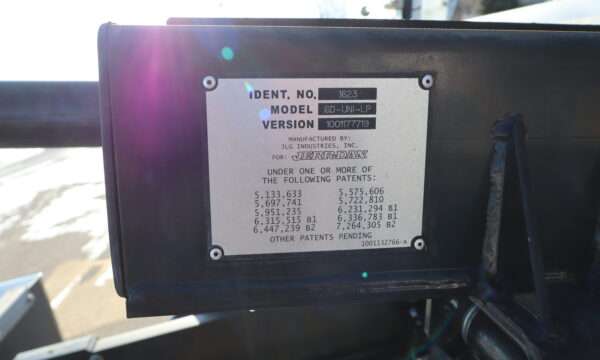 IDENT. NO. 1623
MODEL 6D-UNI-LP
VERSION 1001177719
MANUFACTURED BY:
JLG INDUSTRIES, INC.
FOR: JERR-DAN
UNDER ONE OR MORE OF
THE FOLLOWING PATENTS:
5,133,633 5,575,606
5,697,741 5,722,810
5,951,235 6,231,294 B1
6,315,515 B1 6,336,783 B1
6,447,239 B2 7,264,305 B2
OTHER PATENTS PENDING
1001132766-A